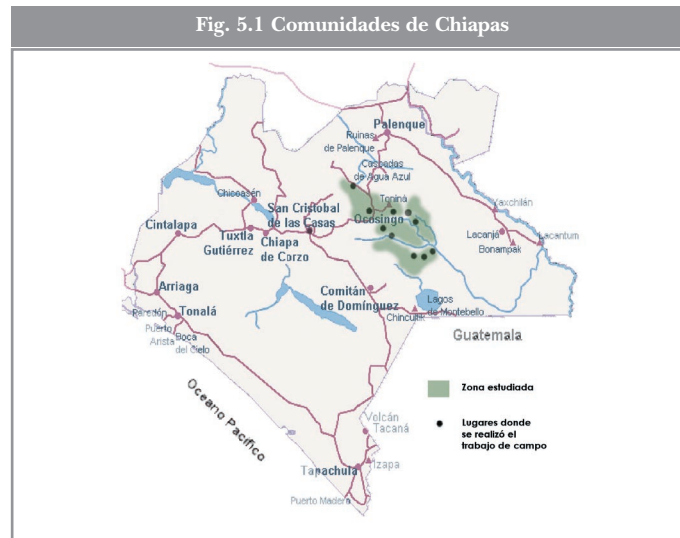 Fig. 5.1 Comunidades de Chiapas
Palenque
Ruinas
de Palenque
Cascadas
de Agua Azul
Toniná
Ocosingo
Yaxchilán
Lacanjá
Bonampak
Lacantum
Chicoasén
San Cristobal
de las Casas
Cintalapa
Tuxtla
Gutiérrez
Chiapa
de Corzo
Arriaga
Tonalá
Paredón
Puerto
Arista
Boca
del Cielo
Comitán
de Domínguez
Lagos
de Montebello
Chincultik
Guatemala
Oceano Pacífico
Zona estudiada
Lugares donde
se realizó el
trabajo de campo
Volcán
Tacaná
Tapachula
Izapa
Puerto Madero